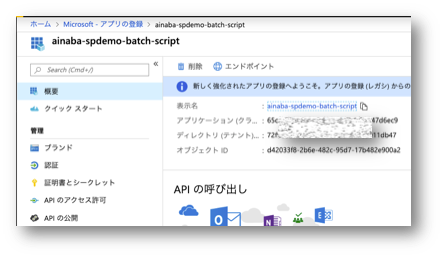 ホーム > Microsoft - アプリの登録 > ainaba-spdemo-batch-script
ainaba-spdemo-batch-script
Search (Cmd+/)
«
概要
クイック スタート
管理
ブランド
認証
証明書とシークレット
API のアクセス許可
API の公開
削除 エンドポイント
新しく強化されたアプリの登録へようこそ。アプリの登録 (レガシ) からの
表示名 : ainaba-spdemo-batch-script
アプリケーション (クラ... : 65c 47d6ec9
ディレクトリ (テナント)... : 72f 81db47
オブジェクト ID : d42033f8-2b6e-482c-95d7-17b482e900a2
API の呼び出し